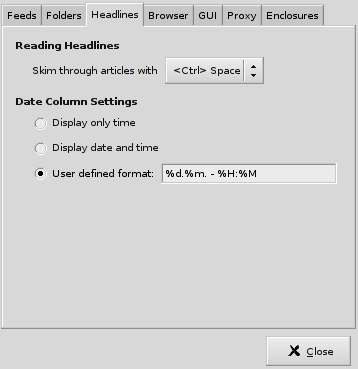 Feeds Folders Headlines Browser GUI Proxy Enclosures
Reading Headlines
Skim through articles with <Ctrl> Space
Date Column Settings
Display only time
Display date and time
User defined format: %d.%m. - %H:%M
Close